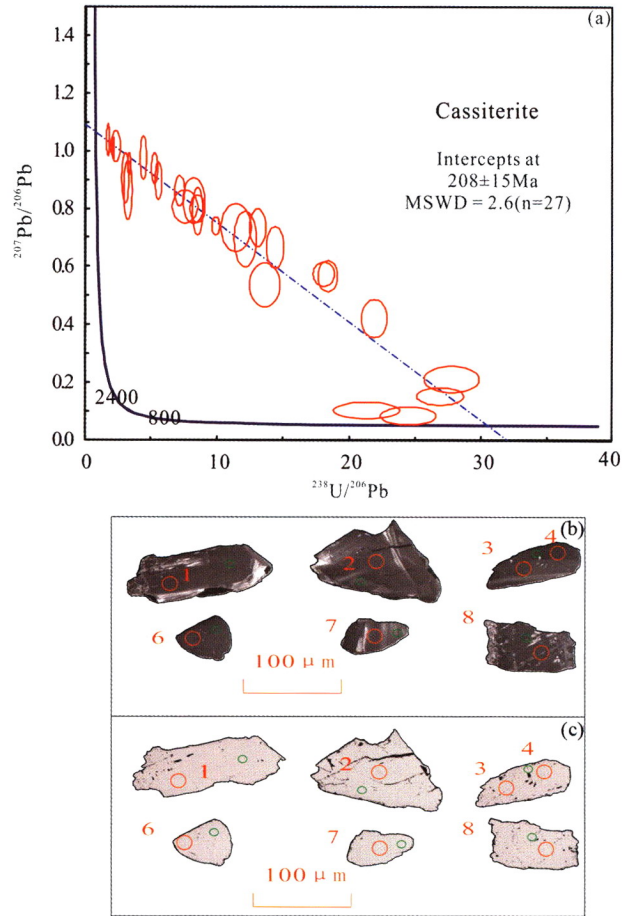 (a)
1.4
1.2
1.0
0.8
0.6
0.4
0.2
0.0
²⁰⁷Pb/²⁰⁶Pb
Cassiterite
Intercepts at
208±15Ma
MSWD = 2.6(n=27)
2400
800
0
10
20
30
40
²³⁸U/²⁰⁶Pb
(b)
1
2
3
4
6
7
8
100 μm
(c)
1
2
3
4
6
7
8
100 μm